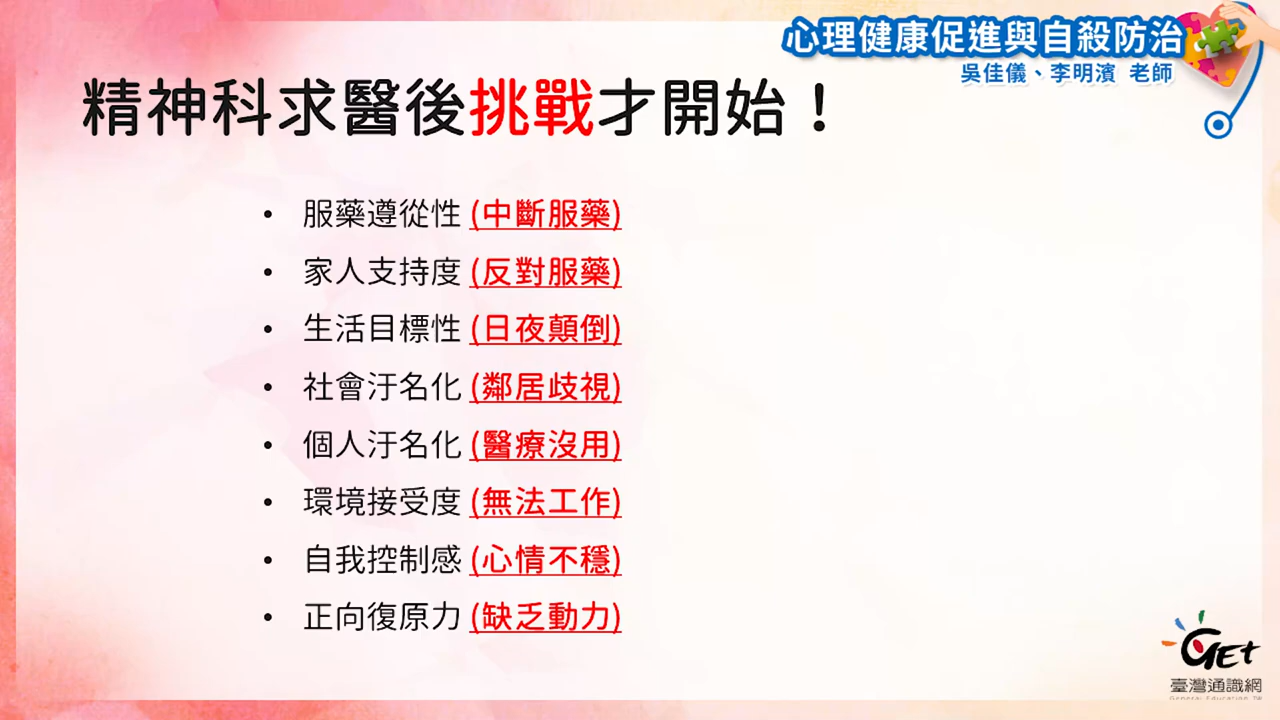 心理健康促進與自殺防治
吳佳儀、李明濱 老師
精神科求醫後挑戰才開始！
• 服藥遵從性 (中斷服藥)
• 家人支持度 (反對服藥)
• 生活目標性 (日夜顛倒)
• 社會汙名化 (鄰居歧視)
• 個人汙名化 (醫療沒用)
• 環境接受度 (無法工作)
• 自我控制感 (心情不穩)
• 正向復原力 (缺乏動力)
GET
臺灣通識網
General Education TW